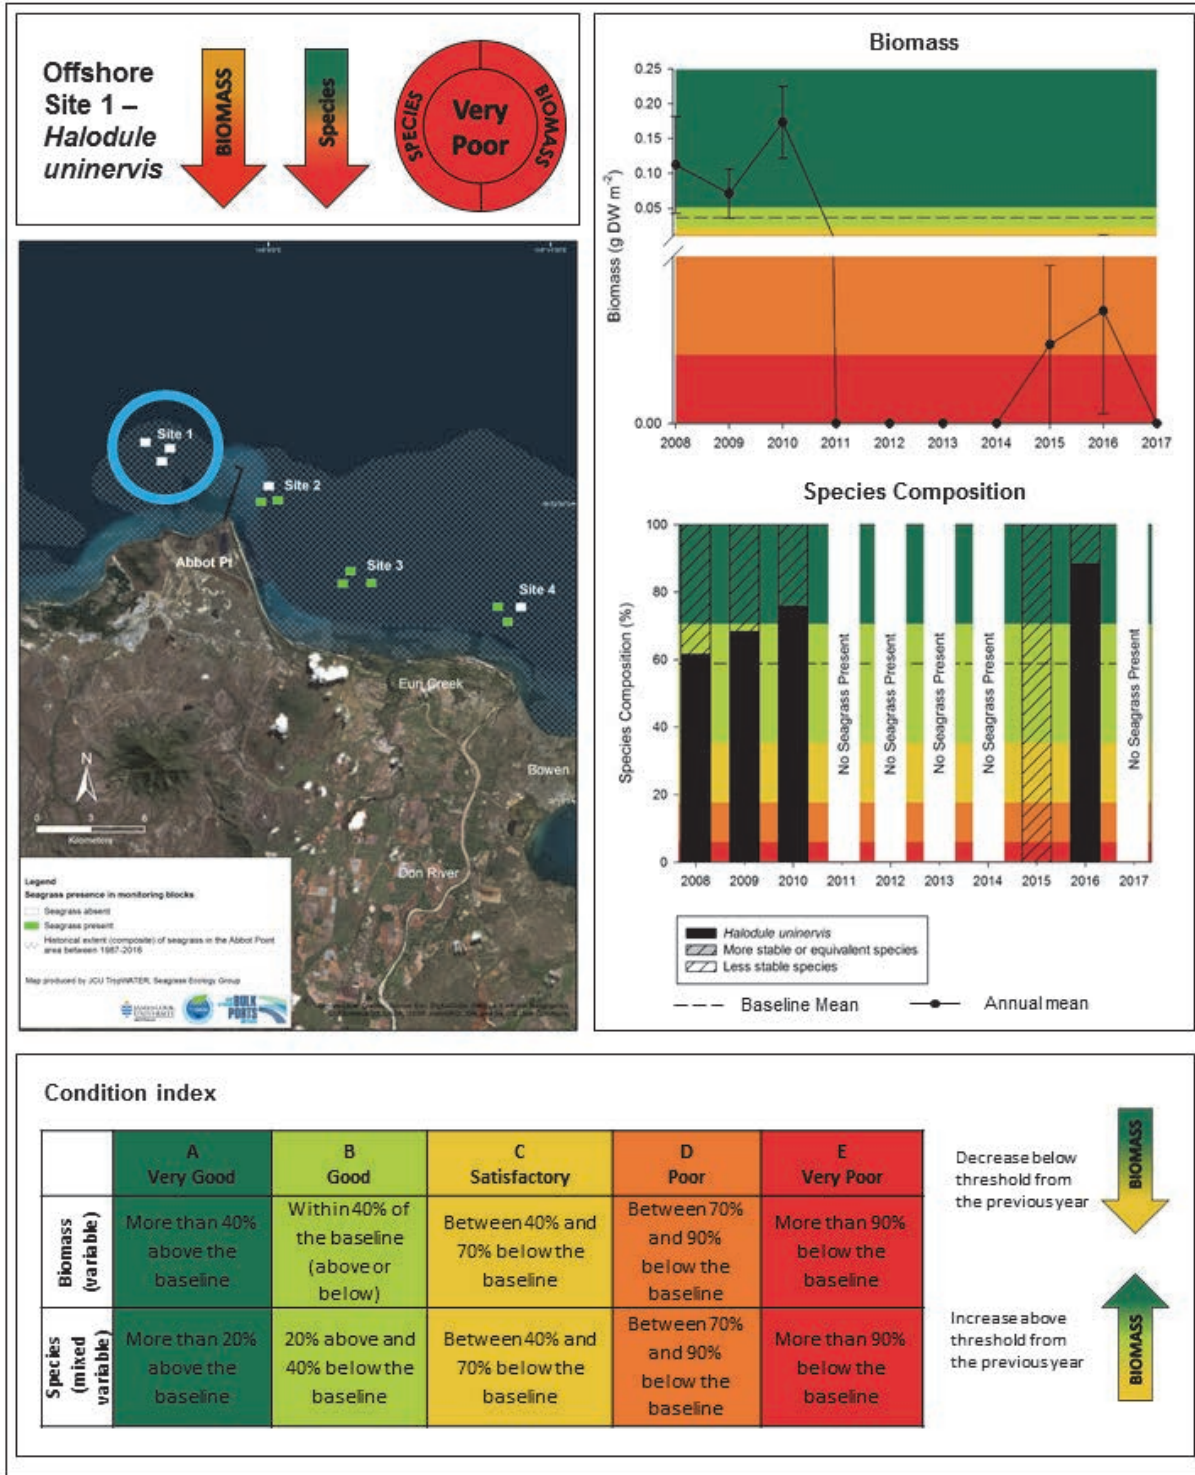 Offshore
Site 1 –
Halodule
uninervis
BIOMASS
Species
SPECIES
BIOMASS
Very
Poor
Site 1
Site 2
Site 3
Site 4
Abbot Pt
Euri Creek
Bowen
Don River
N
0 3 6
Kilometers
Legend
Seagrass presence in monitoring blocks
Seagrass absent
Seagrass present
Historical extent (composite) of seagrass in the Abbot Point
area between 1987-2016
Map produced by JCU TropWATER, Seagrass Ecology Group
JAMES COOK
UNIVERSITY
BULK
PORTS
Biomass
Biomass (g DW m-2)
0.25
0.20
0.15
0.10
0.05
0.00
2008 2009 2010 2011 2012 2013 2014 2015 2016 2017
Species Composition
Species Composition (%)
100
80
60
40
20
0
No Seagrass Present
No Seagrass Present
No Seagrass Present
No Seagrass Present
No Seagrass Present
2008 2009 2010 2011 2012 2013 2014 2015 2016 2017
Halodule uninervis
More stable or equivalent species
Less stable species
Baseline Mean
Annual mean
Condition index
A
Very Good
B
Good
C
Satisfactory
D
Poor
E
Very Poor
Biomass
(variable)
More than 40%
above the
baseline
Within 40% of
the baseline
(above or
below)
Between 40% and
70% below the
baseline
Between 70%
and 90%
below the
baseline
More than 90%
below the
baseline
Species
(mixed
variable)
More than 20%
above the
baseline
20% above and
40% below the
baseline
Between 40% and
70% below the
baseline
Between 70%
and 90%
below the
baseline
More than 90%
below the
baseline
Decrease below
threshold from
the previous year
BIOMASS
Increase above
threshold from
the previous year
BIOMASS